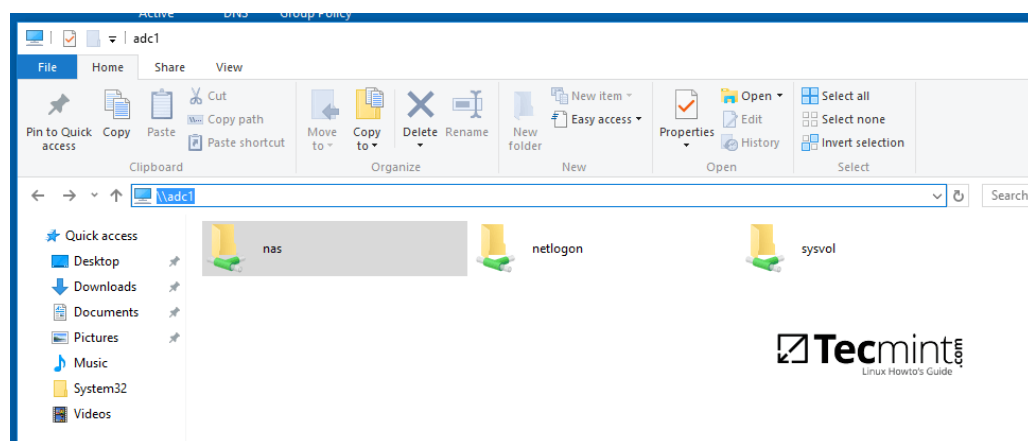 Active DNS Group Policy
adc1
File Home Share View
Pin to Quick access
Copy
Paste
Cut
Copy path
Paste shortcut
Clipboard
Move to
Copy to
Delete
Rename
Organize
New folder
New item
Easy access
New
Properties
Open
Edit
History
Open
Select all
Select none
Invert selection
Select
\\adc1
Search
Quick access
Desktop
Downloads
Documents
Pictures
Music
System32
Videos
nas
netlogon
sysvol
Tecmint.com
Linux Howto's Guide